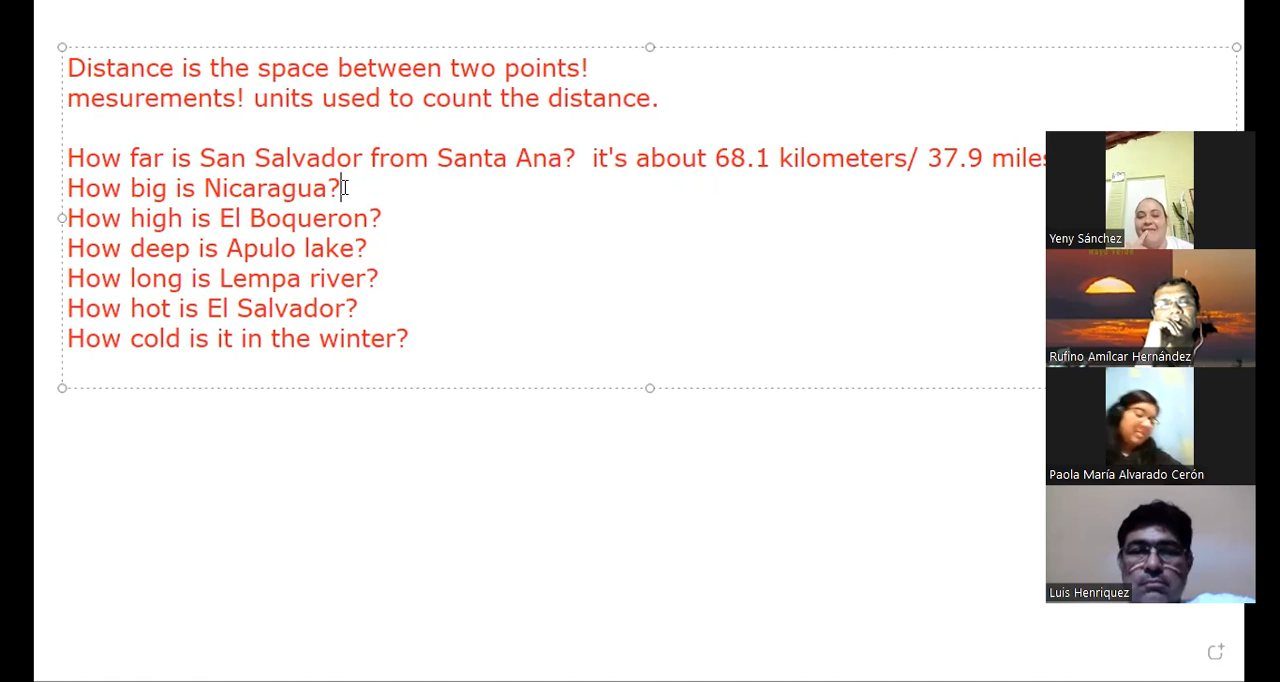 Distance is the space between two points!
mesurements! units used to count the distance.
How far is San Salvador from Santa Ana?  it's about 68.1 kilometers/ 37.9 miles
How big is Nicaragua?
How high is El Boqueron?
How deep is Apulo lake?
How long is Lempa river?
How hot is El Salvador?
How cold is it in the winter?
Yeny Sánchez
Rufino Amílcar Hernández
Paola María Alvarado Cerón
Luis Henriquez